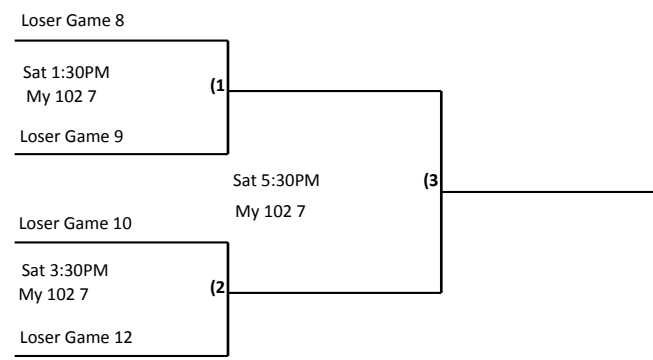 Loser Game 8
Sat 1:30PM
(1
My 102 7
Loser Game 9
Sat 5:30PM
(3
My 102 7
Loser Game 10
Sat 3:30PM
(2
My 102 7
Loser Game 12